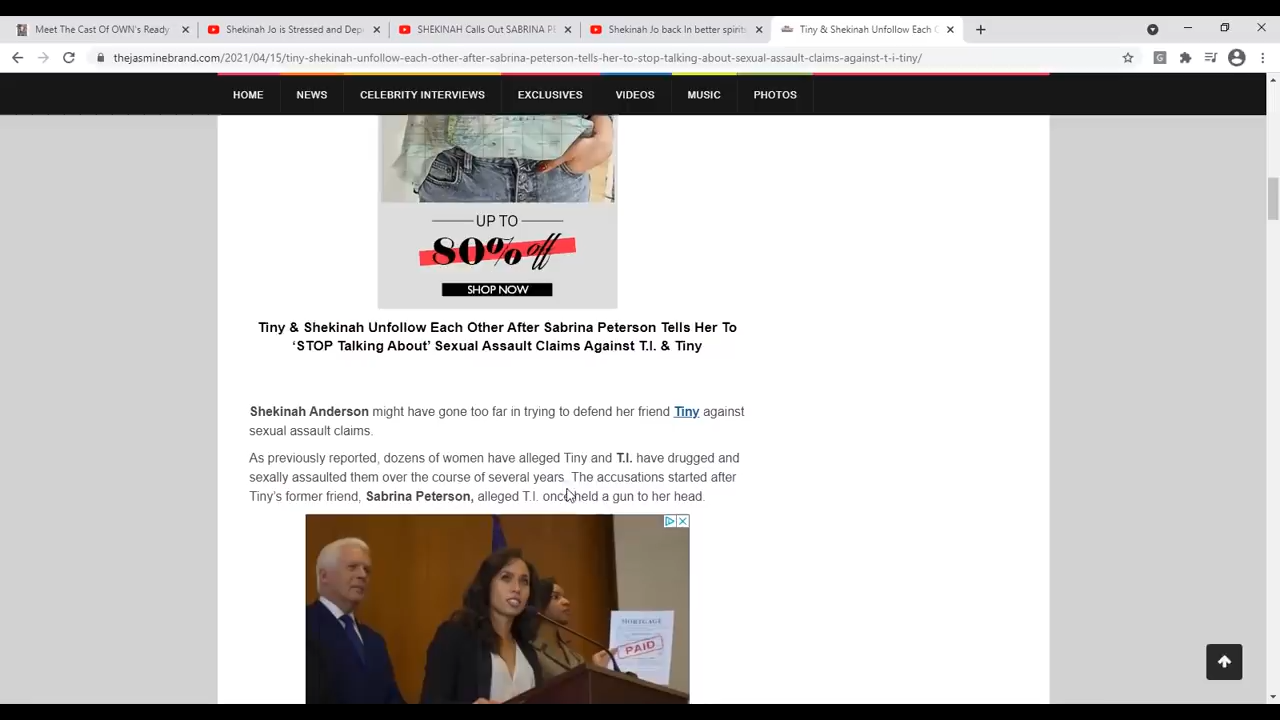 Meet The Cast Of OWN's Ready
Shekinah Jo is Stressed and Dep
SHEKINAH Calls Out SABRINA PE
Shekinah Jo back In better spirits
Tiny & Shekinah Unfollow Each O
thejasminebrand.com/2021/04/15/tiny-shekinah-unfollow-each-other-after-sabrina-peterson-tells-her-to-stop-talking-about-sexual-assault-claims-against-t-i-tiny/
HOME NEWS CELEBRITY INTERVIEWS EXCLUSIVES VIDEOS MUSIC PHOTOS
UP TO
80% off
SHOP NOW
Tiny & Shekinah Unfollow Each Other After Sabrina Peterson Tells Her To
‘STOP Talking About’ Sexual Assault Claims Against T.I. & Tiny
Shekinah Anderson might have gone too far in trying to defend her friend Tiny against
sexual assault claims.
As previously reported, dozens of women have alleged Tiny and T.I. have drugged and
sexally assaulted them over the course of several years. The accusations started after
Tiny’s former friend, Sabrina Peterson, alleged T.I. once held a gun to her head.
MORTGAGE
PAID